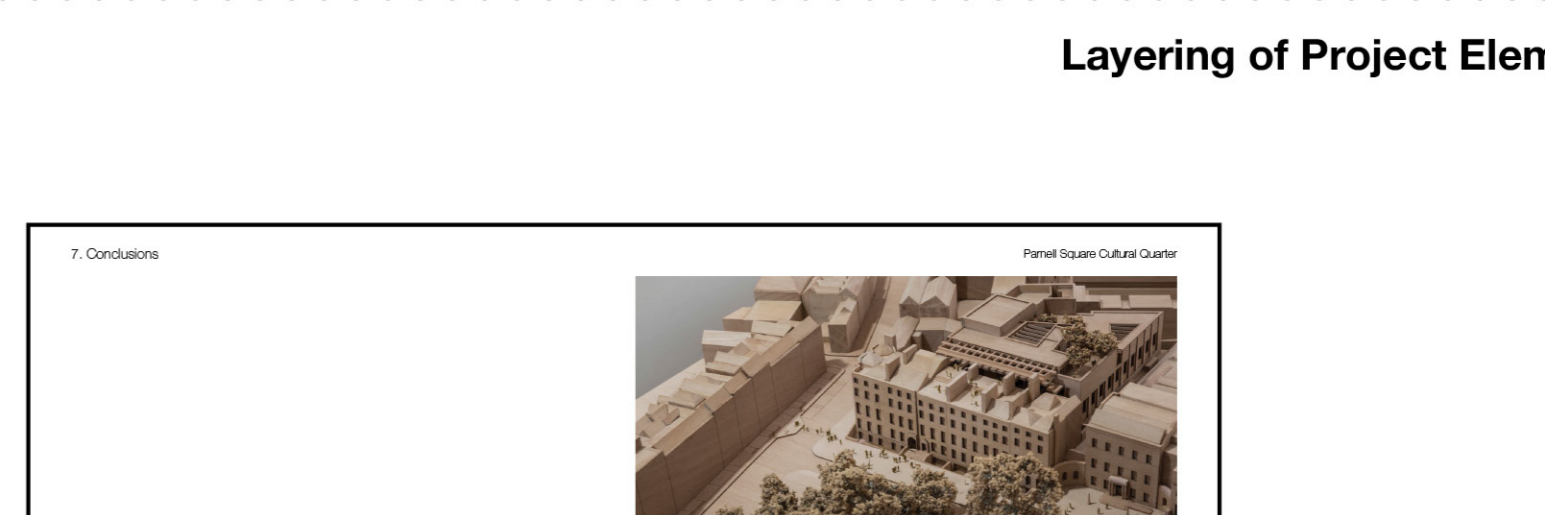 Layering of Project Elem
7. Conclusions
Parnell Square Cultural Quarter